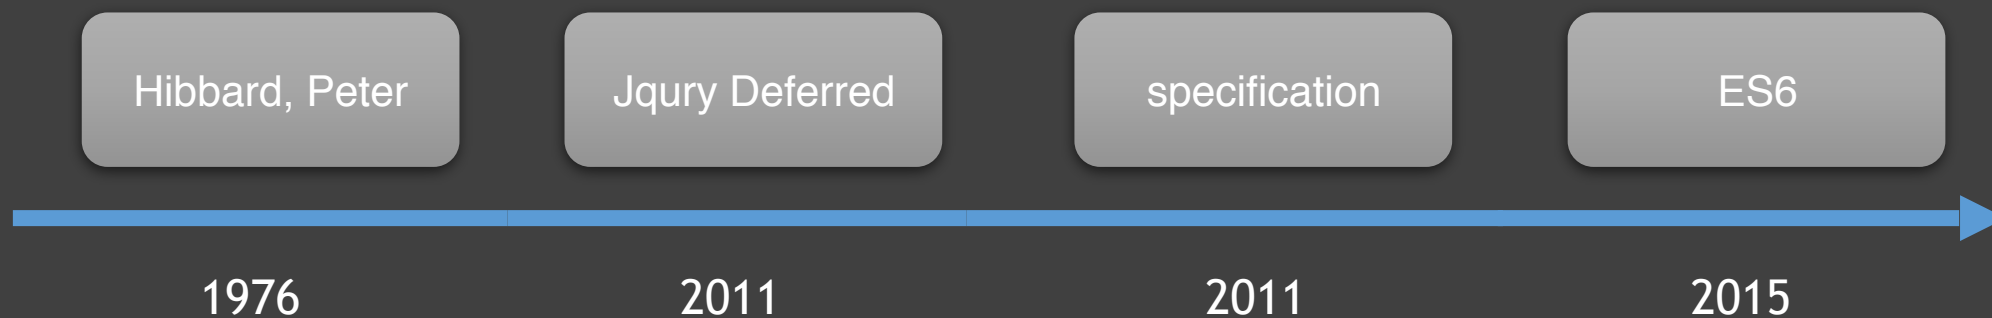 Hibbard, Peter
Jqury Deferred
specification
ES6
1976
2011
2011
2015